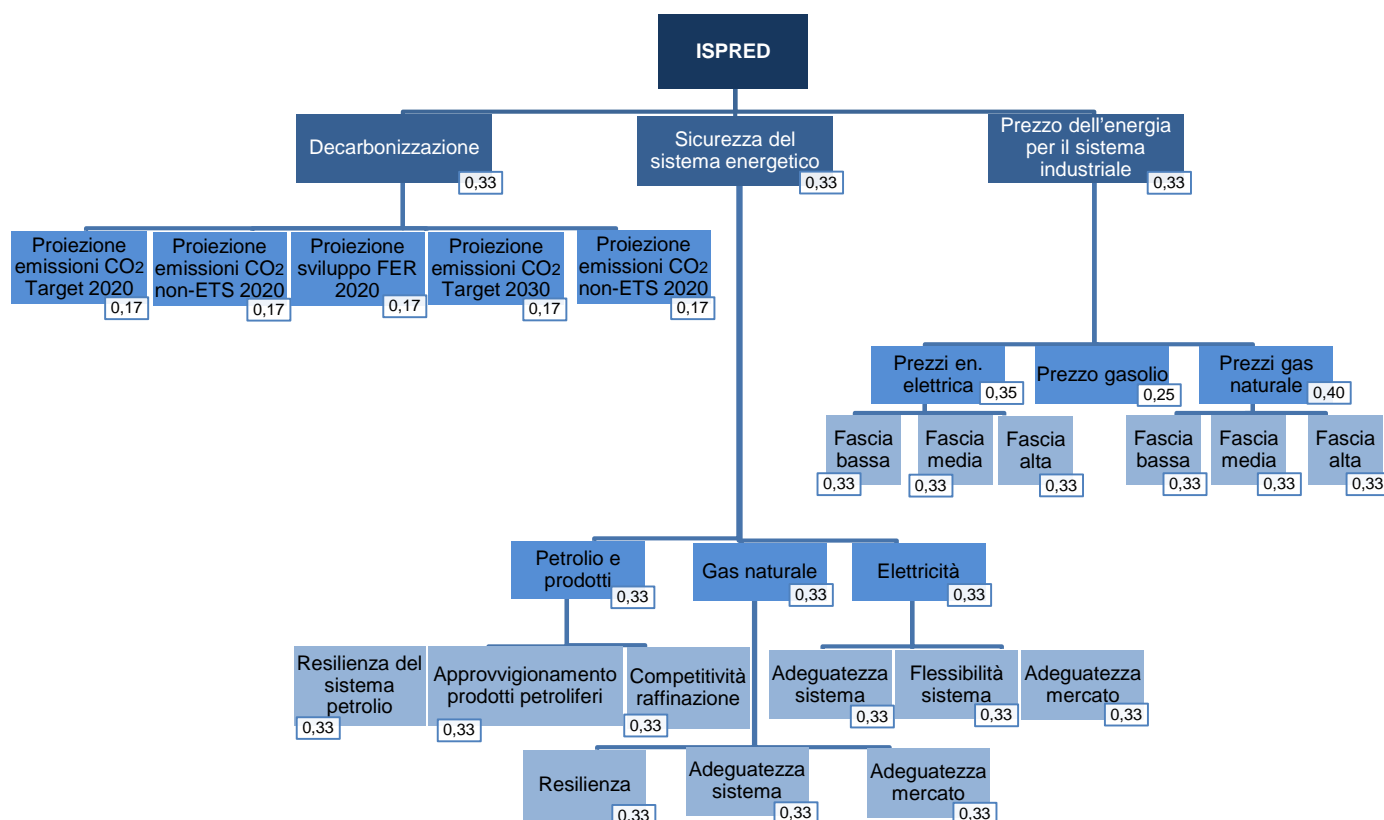 ISPRED
Decarbonizzazione
0,33
Sicurezza del
sistema energetico
0,33
Prezzo dell'energia
per il sistema
industriale
0,33
Proiezione
emissioni CO2
Target 2020
0,17
Proiezione
emissioni CO2
non-ETS 2020
0,17
Proiezione
sviluppo FER
2020
0,17
Proiezione
emissioni CO2
Target 2030
0,17
Proiezione
emissioni CO2
non-ETS 2020
0,17
Prezzi en.
elettrica
0,35
Prezzo gasolio
0,25
Prezzi gas
naturale
0,40
Fascia
bassa
0,33
Fascia
media
0,33
Fascia
alta
0,33
Fascia
bassa
0,33
Fascia
media
0,33
Fascia
alta
0,33
Petrolio e
prodotti
0,33
Gas naturale
0,33
Elettricità
0,33
Resilienza del
sistema
petrolio
0,33
Approvvigionamento
prodotti petroliferi
0,33
Competitività
raffinazione
0,33
Adeguatezza
sistema
0,33
Flessibilità
sistema
0,33
Adeguatezza
mercato
0,33
Resilienza
0,33
Adeguatezza
sistema
0,33
Adeguatezza
mercato
0,33